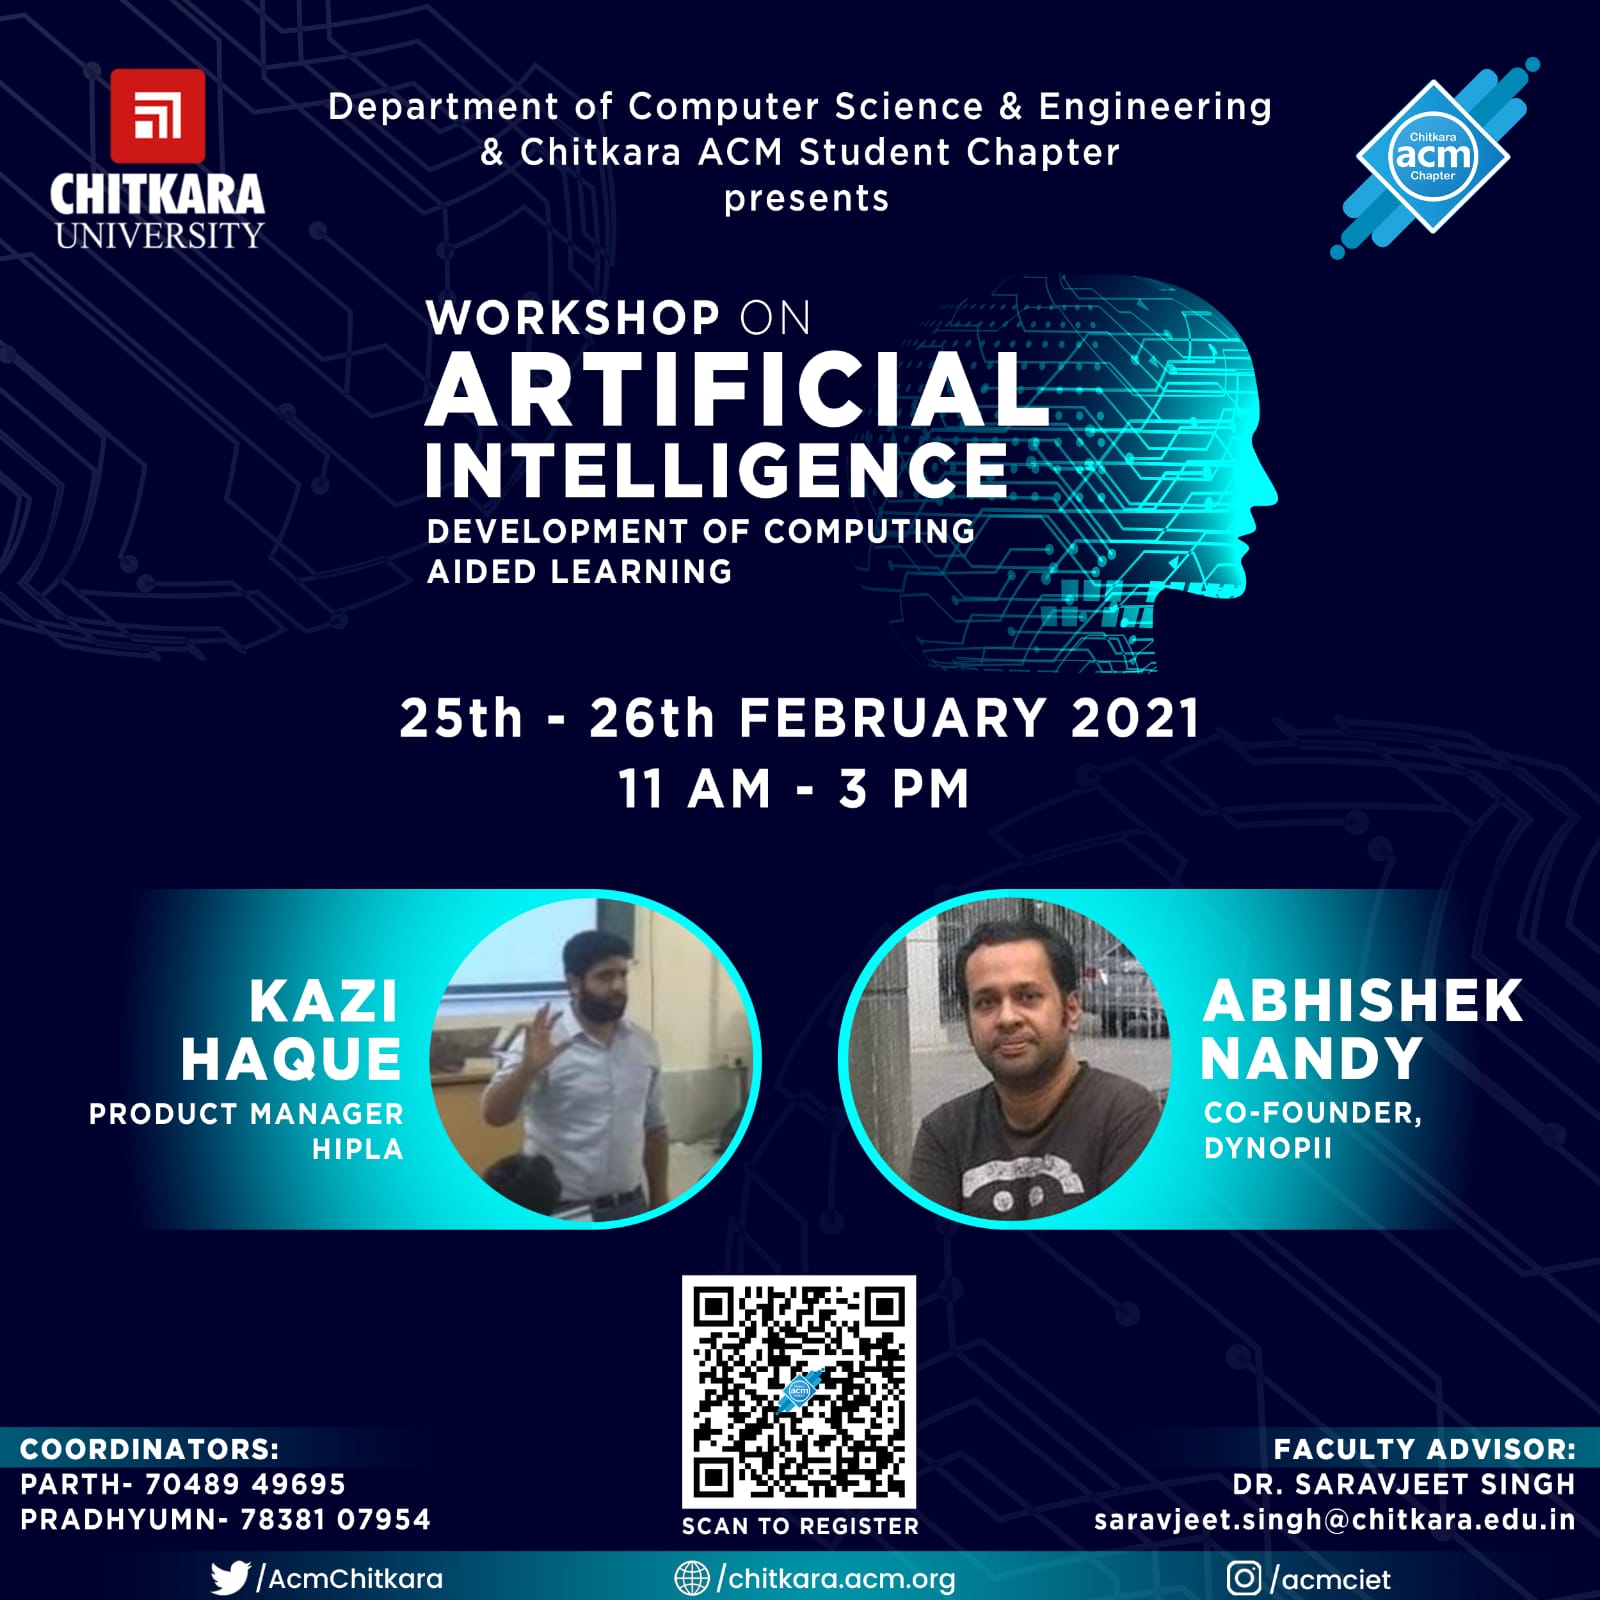 CHITKARA
UNIVERSITY
Department of Computer Science & Engineering
& Chitkara ACM Student Chapter
presents
Chitkara
acm
Chapter
WORKSHOP ON
ARTIFICIAL
INTELLIGENCE
DEVELOPMENT OF COMPUTING
AIDED LEARNING
25th - 26th FEBRUARY 2021
11 AM - 3 PM
KAZI
HAQUE
PRODUCT MANAGER
HIPLA
ABHISHEK
NANDY
CO-FOUNDER,
DYNOPII
acm
SCAN TO REGISTER
COORDINATORS:
PARTH- 70489 49695
PRADHYUMN- 78381 07954
FACULTY ADVISOR:
DR. SARAVJEET SINGH
saravjeet.singh@chitkara.edu.in
/AcmChitkara
/chitkara.acm.org
/acmciet